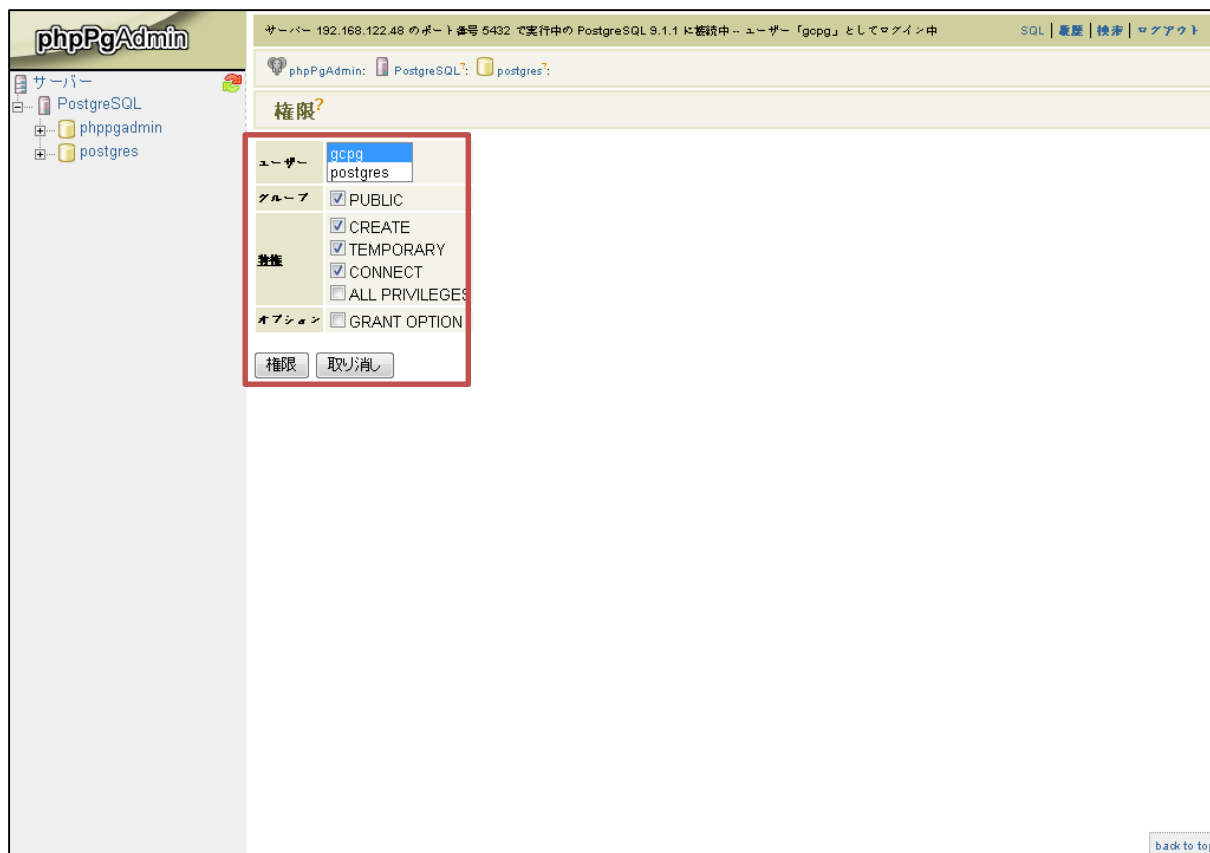 phpPgAdmin
サーバー 192.168.122.48 のポート番号 5432 で実行中の PostgreSQL 9.1.1 に接続中 -- ユーザー「gcpg」としてログイン中
SQL | 履歴 | 検索 | ログアウト
phpPgAdmin: PostgreSQL?: postgres?:
サーバー
PostgreSQL
phppgadmin
postgres
権限?
ユーザー
gcpg
postgres
グループ
PUBLIC
特権
CREATE
TEMPORARY
CONNECT
ALL PRIVILEGES
オプション
GRANT OPTION
権限 取り消し
back to top